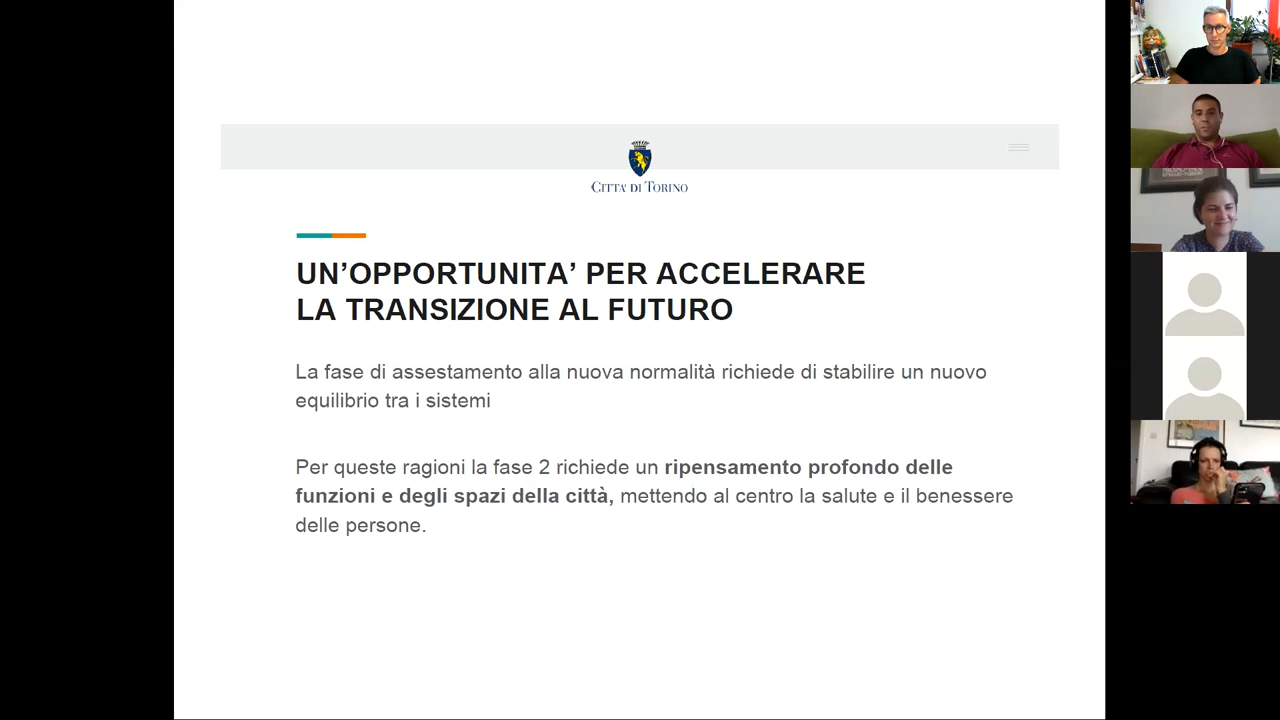 CITTA' DI TORINO
UN’OPPORTUNITA’ PER ACCELERARE
LA TRANSIZIONE AL FUTURO
La fase di assestamento alla nuova normalità richiede di stabilire un nuovo
equilibrio tra i sistemi
Per queste ragioni la fase 2 richiede un ripensamento profondo delle
funzioni e degli spazi della città, mettendo al centro la salute e il benessere
delle persone.